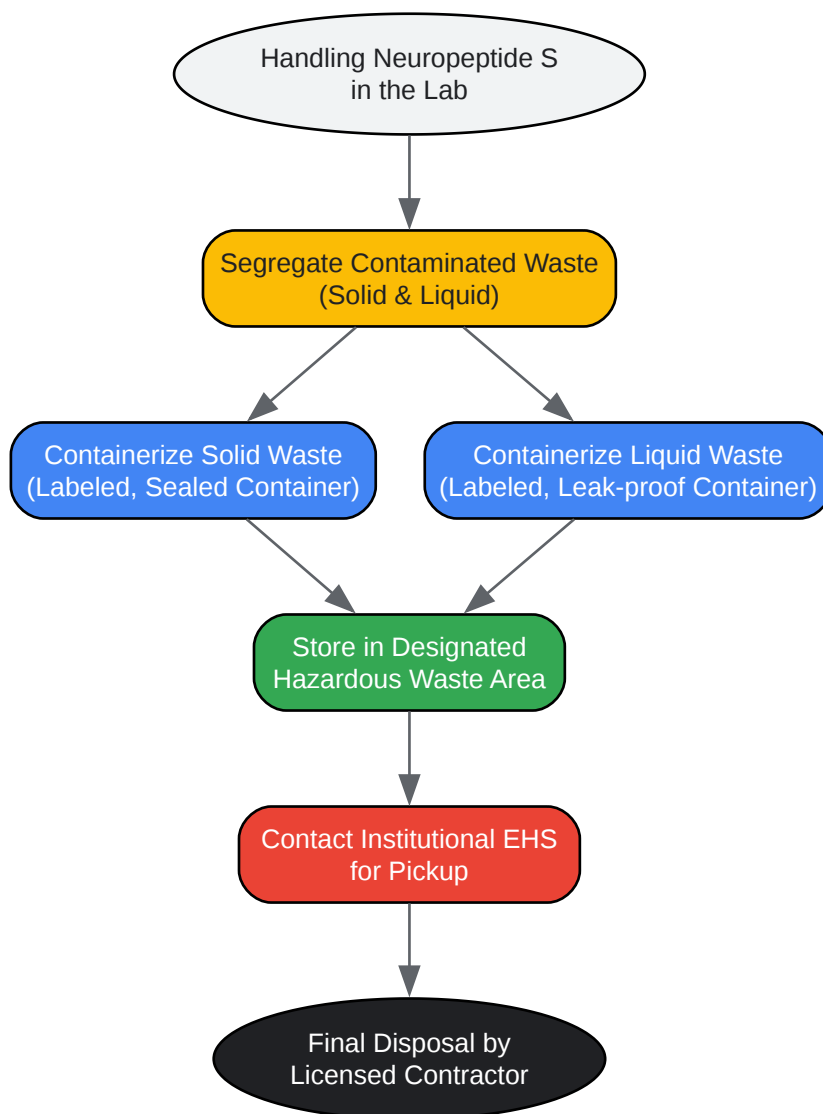 Handling Neuropeptide S
in the Lab
Segregate Contaminated Waste
(Solid & Liquid)
Containerize Solid Waste
(Labeled, Sealed Container)
Containerize Liquid Waste
(Labeled, Leak-proof Container)
Store in Designated
Hazardous Waste Area
Contact Institutional EHS
for Pickup
Final Disposal by
Licensed Contractor